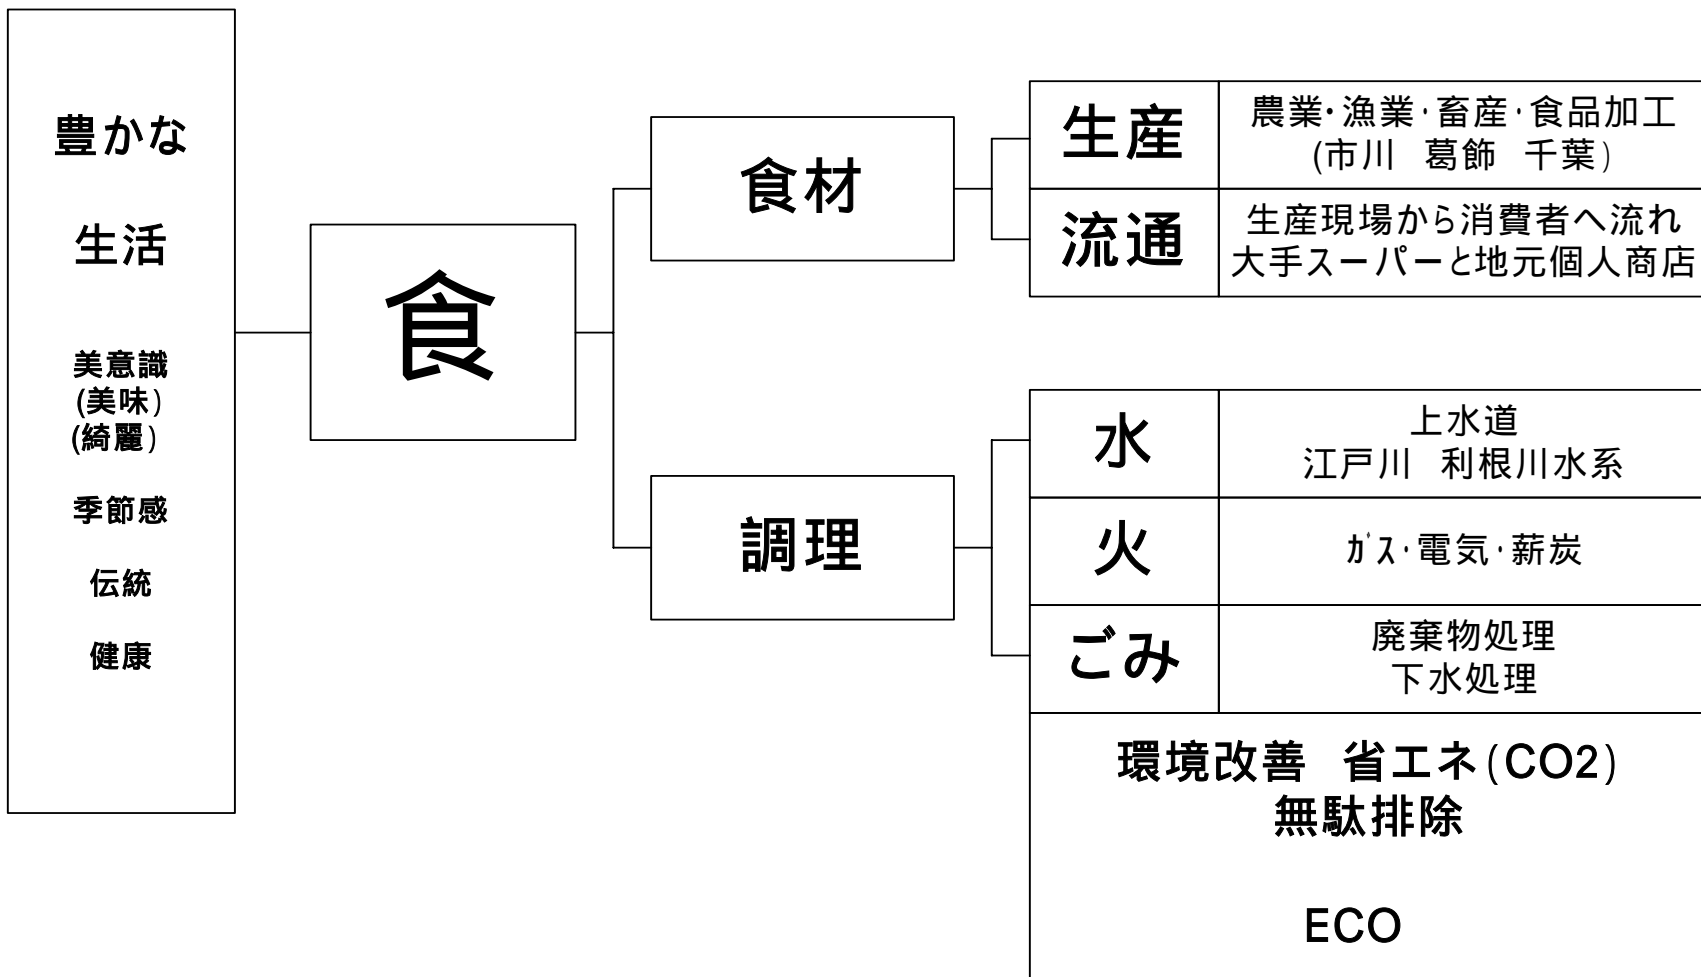 豊かな
生活
美意識
(美味)
(綺麗)
季節感
伝統
健康
食
食材
生産
農業・漁業・畜産・食品加工
(市川 葛飾 千葉)
流通
生産現場から消費者へ流れ
大手スーパーと地元個人商店
調理
水
上水道
江戸川 利根川水系
火
ｶﾞｽ・電気・薪炭
ごみ
廃棄物処理
下水処理
環境改善 省エネ(CO2)
無駄排除
ECO